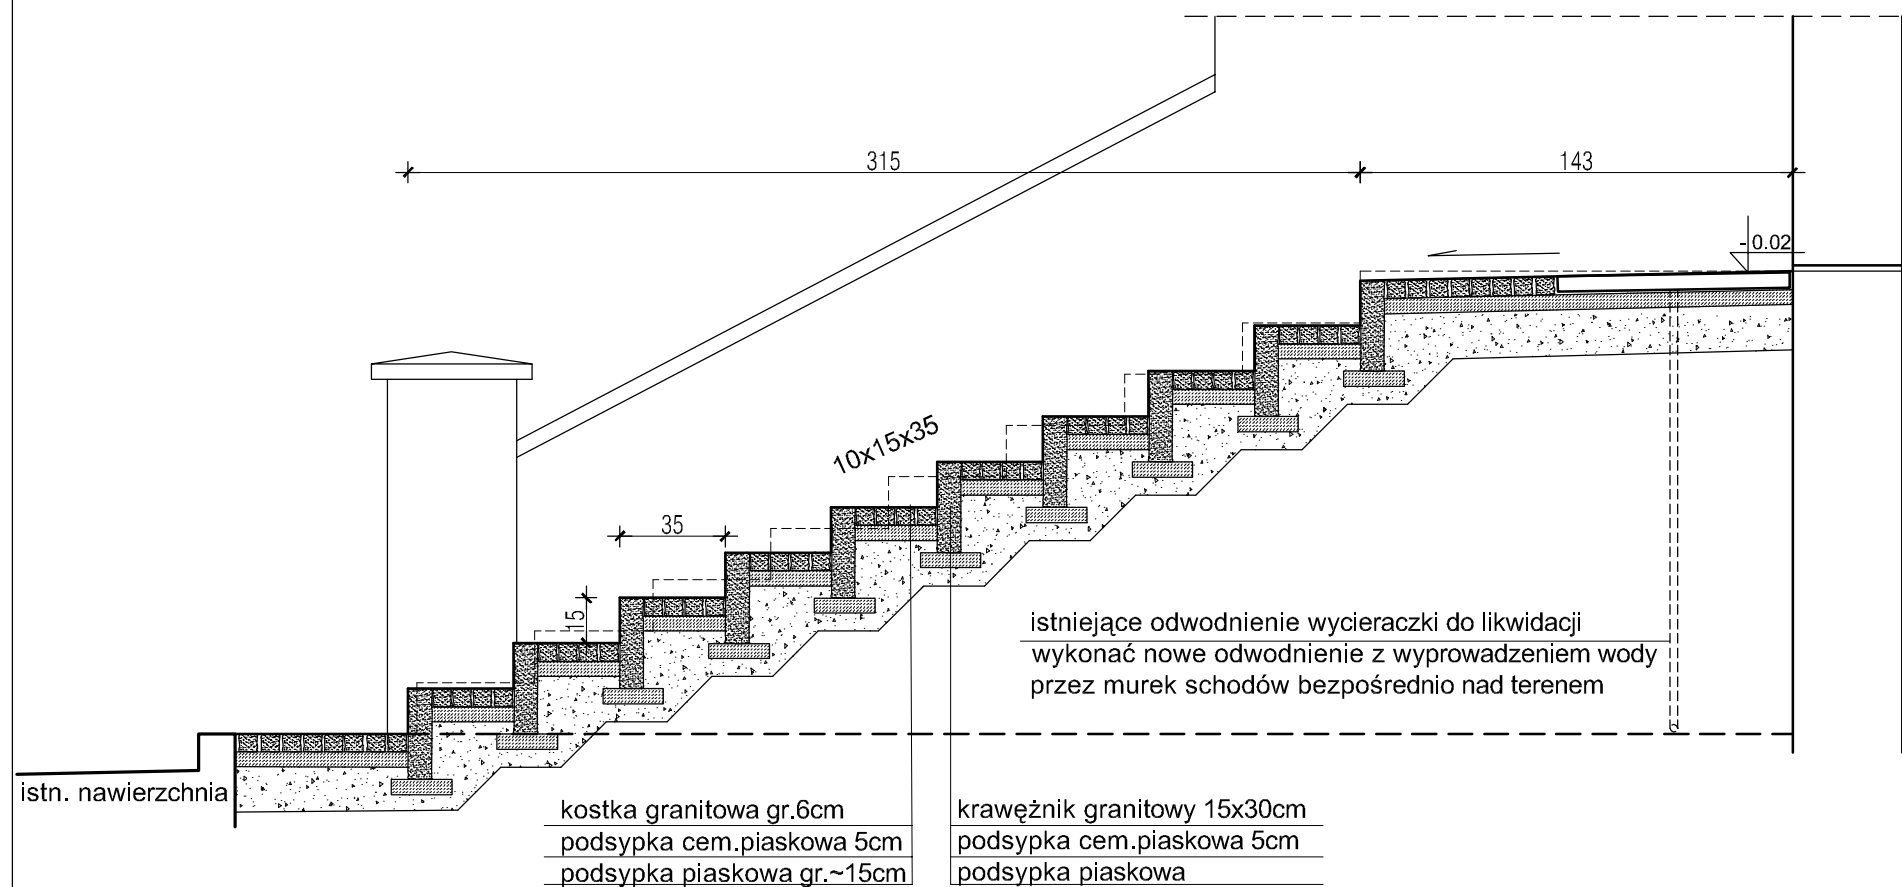 315
143
- 0.02
10x15x35
35
15
istniejące odwodnienie wycieraczki do likwidacji
wykonać nowe odwodnienie z wyprowadzeniem wody
przez murek schodów bezpośrednio nad terenem
istn. nawierzchnia
kostka granitowa gr.6cm
podsypka cem.piaskowa 5cm
podsypka piaskowa gr.~15cm
krawężnik granitowy 15x30cm
podsypka cem.piaskowa 5cm
podsypka piaskowa